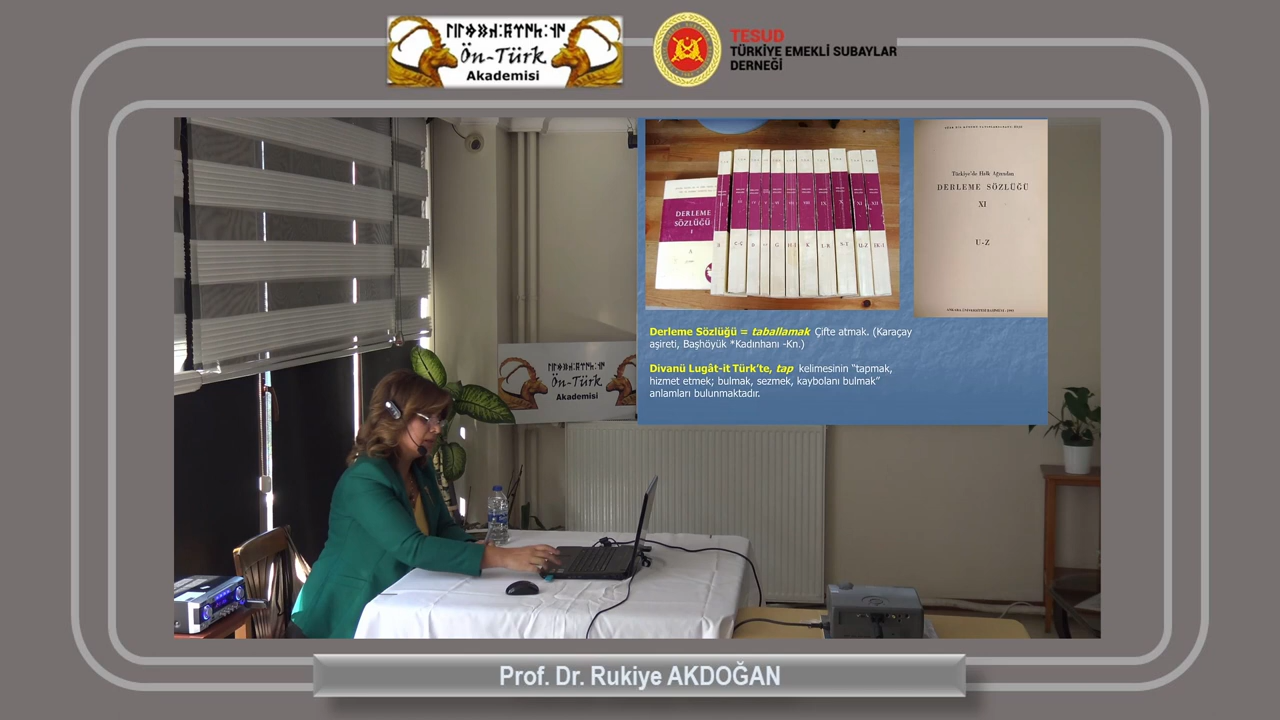 Ön-Türk
Akademisi
TESUD
TÜRKİYE EMEKLİ SUBAYLAR
DERNEĞİ
DERLEME
SÖZLÜĞÜ
I
A
Türkiye'de Halk Ağzından
DERLEME SÖZLÜĞÜ
XI
U-Z
Derleme Sözlüğü = taballamak Çifte atmak. (Karaçay
aşireti, Başhöyük *Kadınhanı -Kn.)
Divanü Lugât-it Türk'te, tap kelimesinin “tapmak,
hizmet etmek; bulmak, sezmek, kaybolanı bulmak”
anlamları bulunmaktadır.
Ön-Türk
Akademisi
Prof. Dr. Rukiye AKDOĞAN